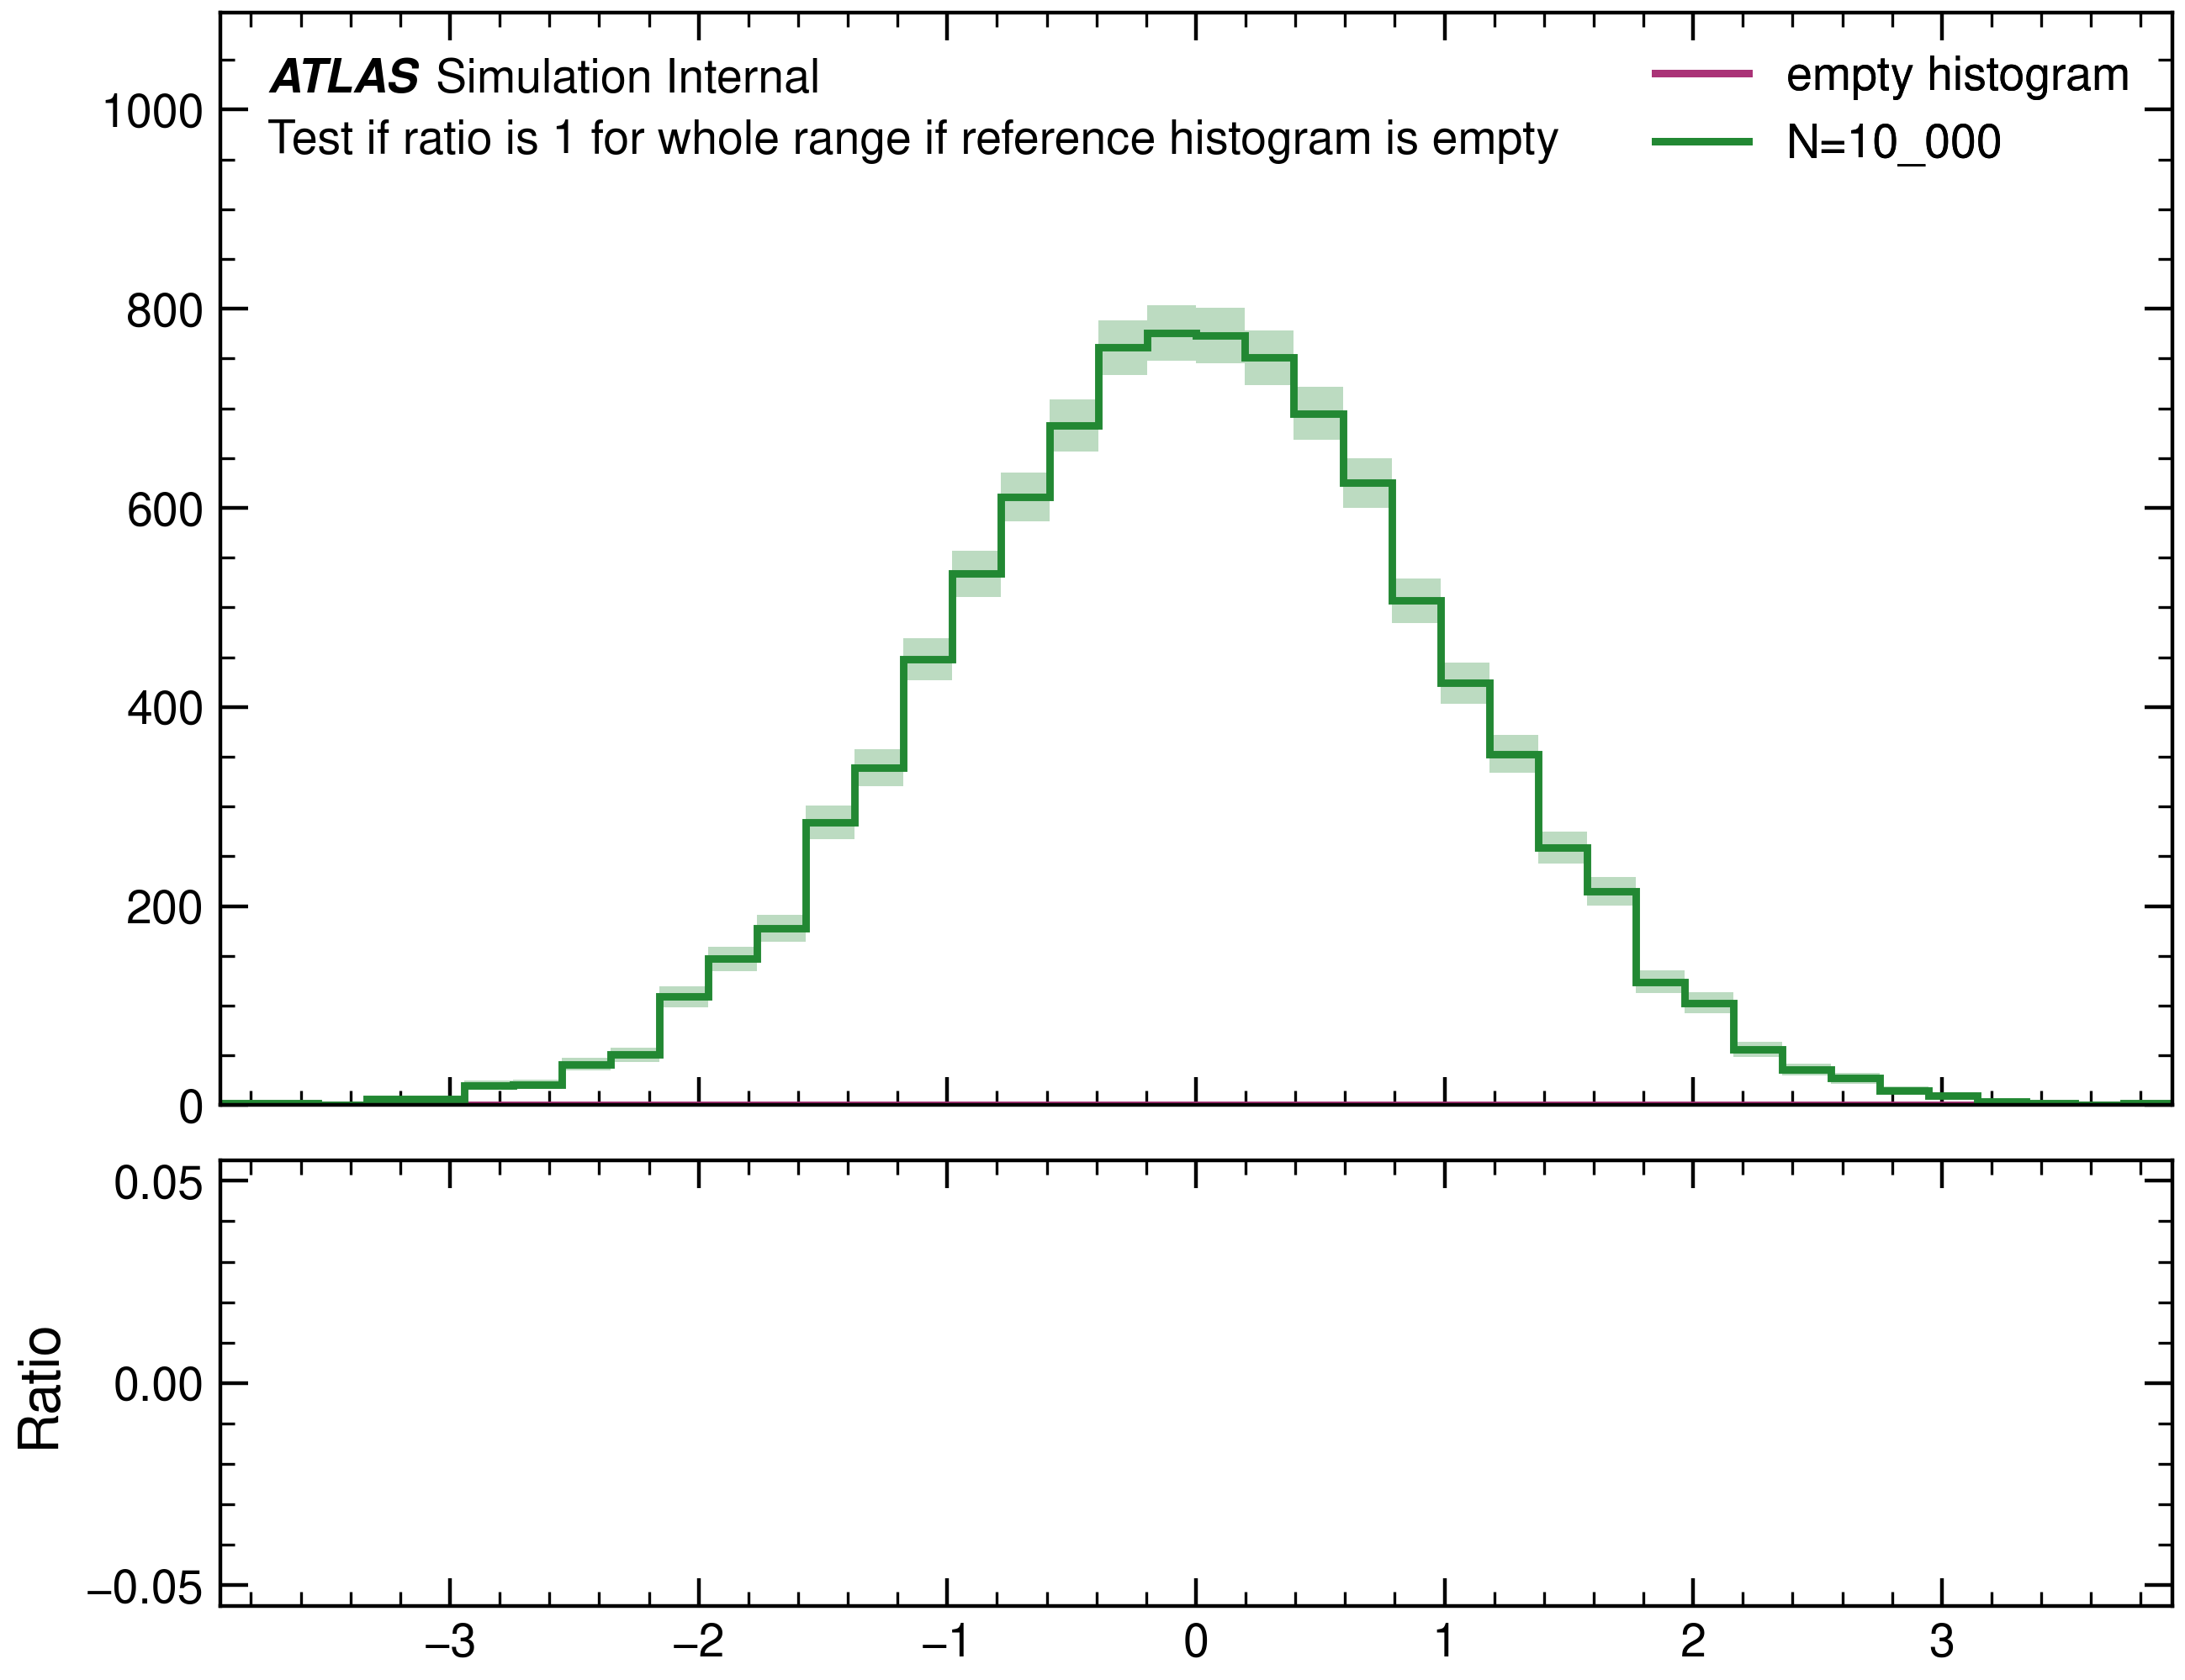 ATLAS Simulation Internal
Test if ratio is 1 for whole range if reference histogram is empty
empty histogram
N=10_000
1000
800
600
400
200
0
0.05
0.00
−0.05
Ratio
−3 −2 −1 0 1 2 3